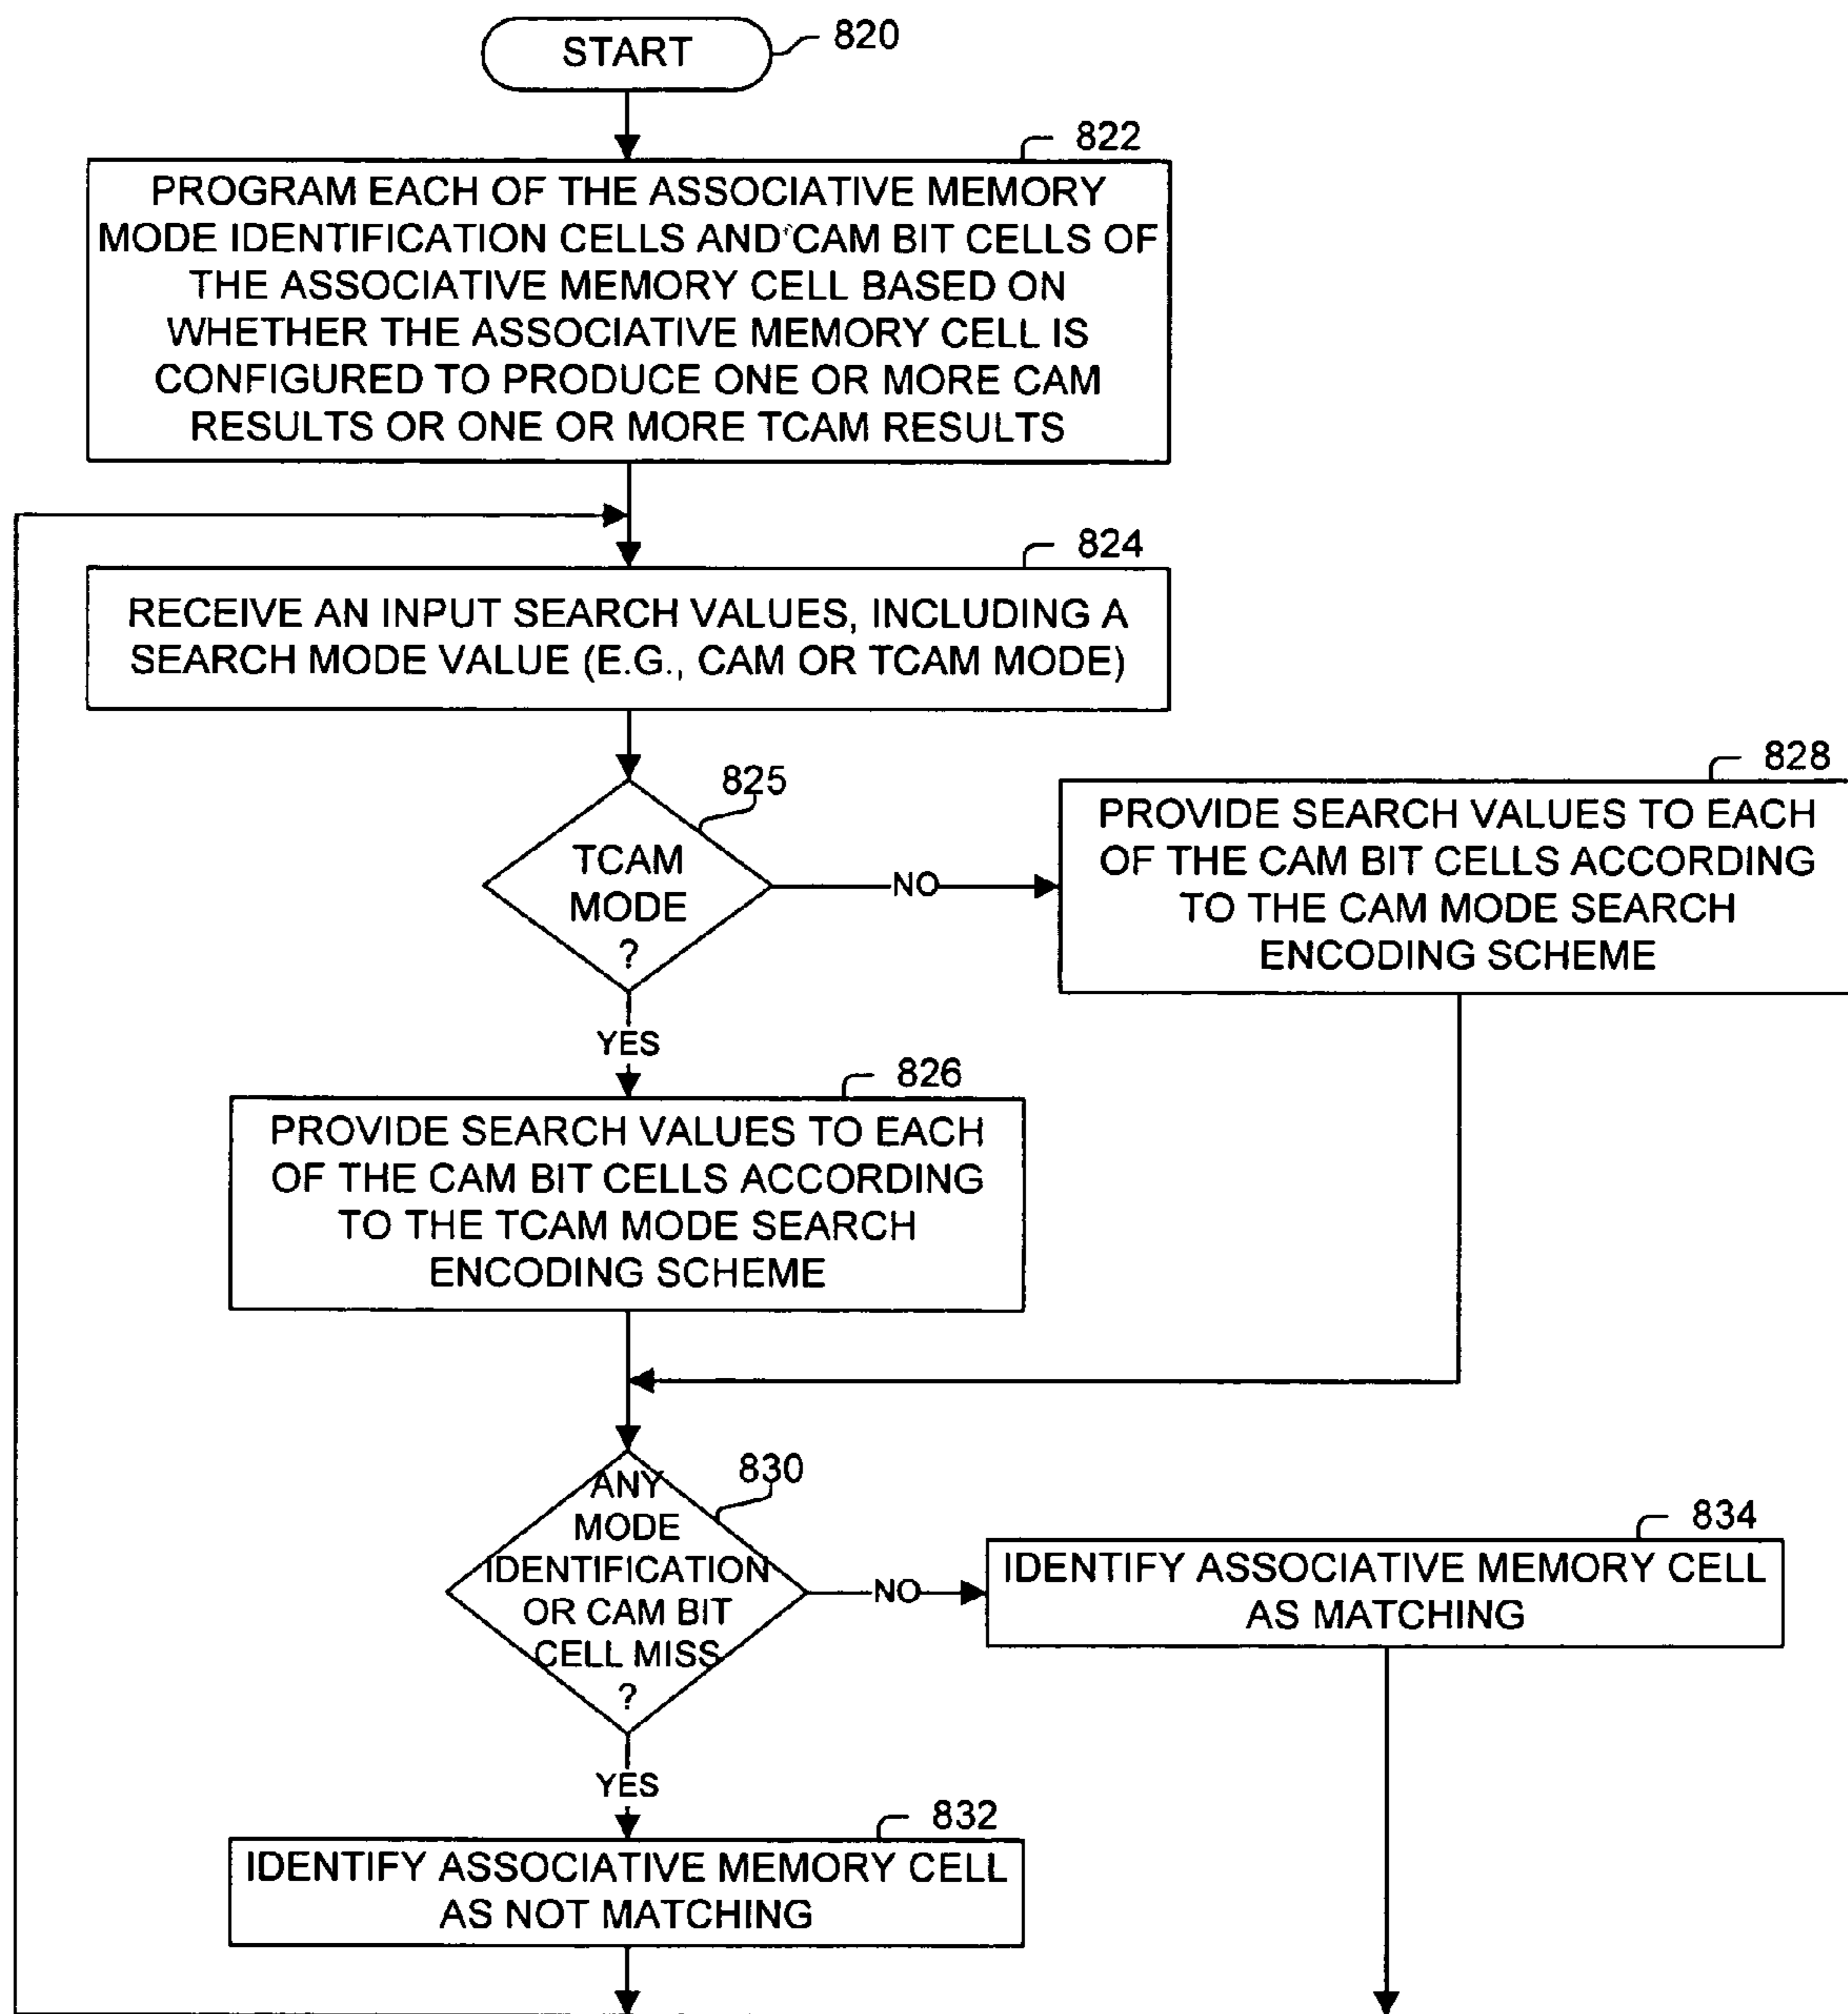 START
820
822
PROGRAM EACH OF THE ASSOCIATIVE MEMORY
MODE IDENTIFICATION CELLS AND CAM BIT CELLS OF
THE ASSOCIATIVE MEMORY CELL BASED ON
WHETHER THE ASSOCIATIVE MEMORY CELL IS
CONFIGURED TO PRODUCE ONE OR MORE CAM
RESULTS OR ONE OR MORE TCAM RESULTS
824
RECEIVE AN INPUT SEARCH VALUES, INCLUDING A
SEARCH MODE VALUE (E.G., CAM OR TCAM MODE)
825
TCAM
MODE
?
NO
828
PROVIDE SEARCH VALUES TO EACH
OF THE CAM BIT CELLS ACCORDING
TO THE CAM MODE SEARCH
ENCODING SCHEME
YES
826
PROVIDE SEARCH VALUES TO EACH
OF THE CAM BIT CELLS ACCORDING
TO THE TCAM MODE SEARCH
ENCODING SCHEME
830
ANY
MODE
IDENTIFICATION
OR CAM BIT
CELL MISS
?
NO
834
IDENTIFY ASSOCIATIVE MEMORY CELL
AS MATCHING
YES
832
IDENTIFY ASSOCIATIVE MEMORY CELL
AS NOT MATCHING